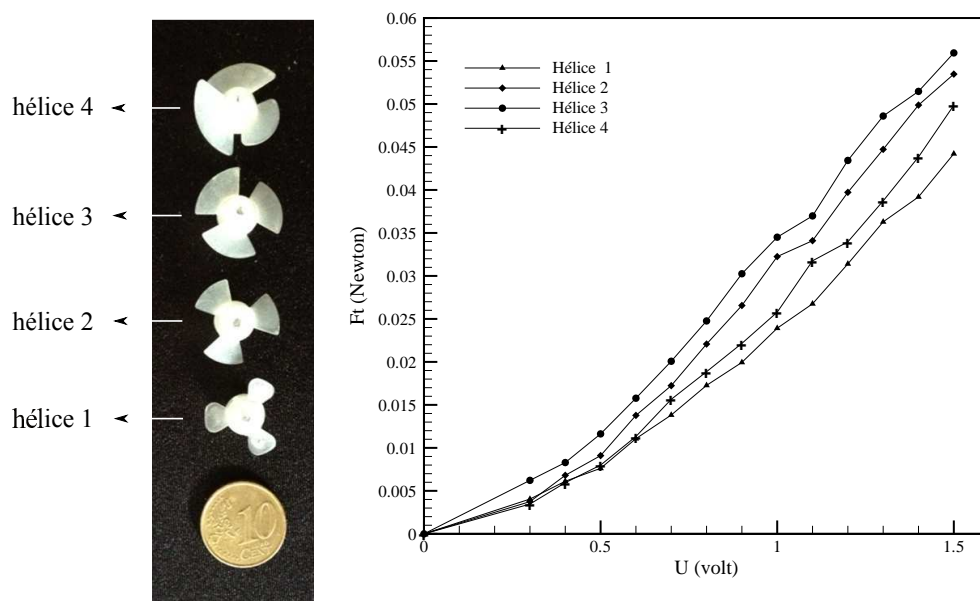 hélice 4
hélice 3
hélice 2
hélice 1
10
CENT
Ft (Newton)
0.06
0.055
0.05
0.045
0.04
0.035
0.03
0.025
0.02
0.015
0.01
0.005
0
Hélice 1
Hélice 2
Hélice 3
Hélice 4
0
0.5
1
1.5
U (volt)